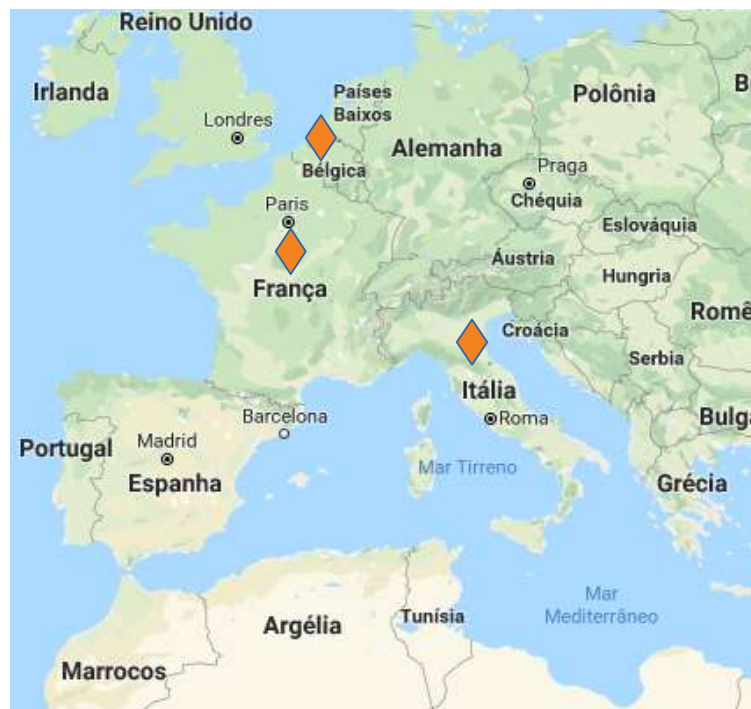 Reino Unido
Irlanda
Países
Baixos
Polônia
Londres
Alemanha
Bélgica
Praga
Chéquia
Paris
Eslováquia
Áustria
Hungria
França
Romê
Croácia
Serbia
Itália
Barcelona
Roma
Bulga
Portugal
Madrid
Espanha
Mar Tirreno
Grécia
Mar
Mediterrâneo
Argélia
Tunísia
Marrocos